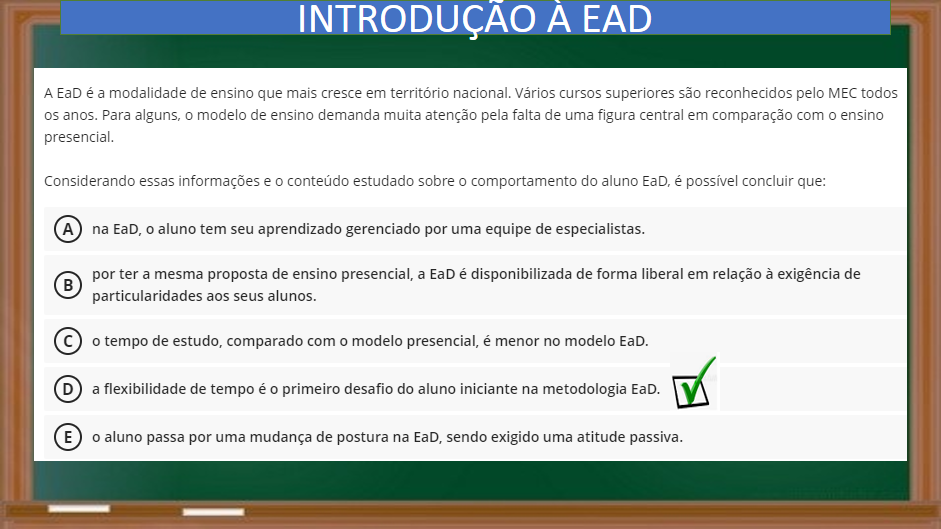 INTRODUÇÃO À EAD
A EaD é a modalidade de ensino que mais cresce em território nacional. Vários cursos superiores são reconhecidos pelo MEC todos
os anos. Para alguns, o modelo de ensino demanda muita atenção pela falta de uma figura central em comparação com o ensino
presencial.
Considerando essas informações e o conteúdo estudado sobre o comportamento do aluno EaD, é possível concluir que:
A na EaD, o aluno tem seu aprendizado gerenciado por uma equipe de especialistas.
B por ter a mesma proposta de ensino presencial, a EaD é disponibilizada de forma liberal em relação à exigência de
particularidades aos seus alunos.
C o tempo de estudo, comparado com o modelo presencial, é menor no modelo EaD.
D a flexibilidade de tempo é o primeiro desafio do aluno iniciante na metodologia EaD.
E o aluno passa por uma mudança de postura na EaD, sendo exigido uma atitude passiva.